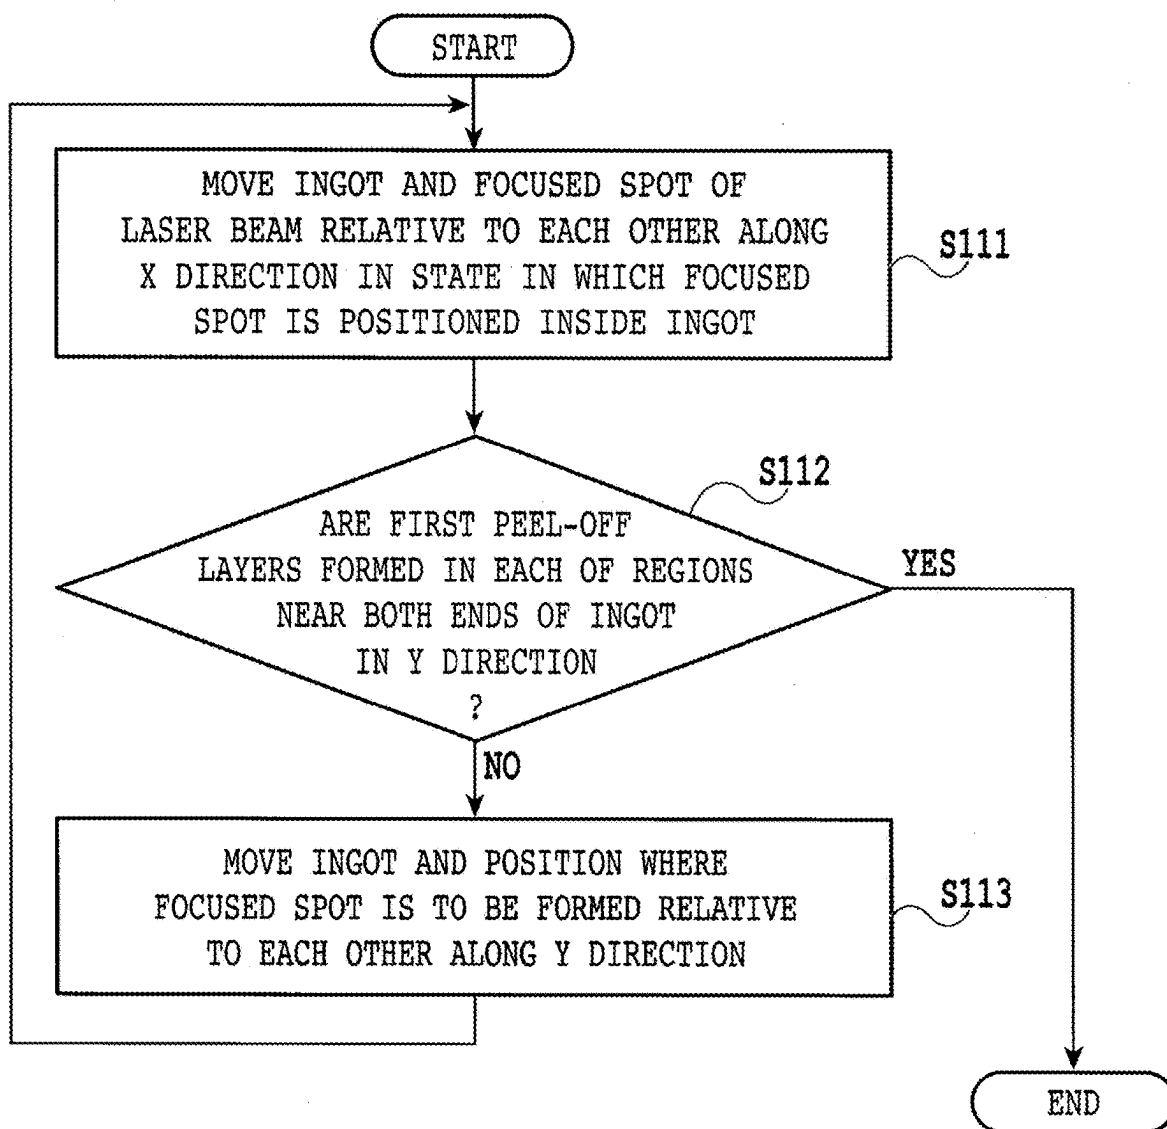 START
MOVE INGOT AND FOCUSED SPOT OF
LASER BEAM RELATIVE TO EACH OTHER ALONG
X DIRECTION IN STATE IN WHICH FOCUSED
SPOT IS POSITIONED INSIDE INGOT
S111
S112
ARE FIRST PEEL-OFF
LAYERS FORMED IN EACH OF REGIONS
NEAR BOTH ENDS OF INGOT
IN Y DIRECTION
?
YES
NO
MOVE INGOT AND POSITION WHERE
FOCUSED SPOT IS TO BE FORMED RELATIVE
TO EACH OTHER ALONG Y DIRECTION
S113
END